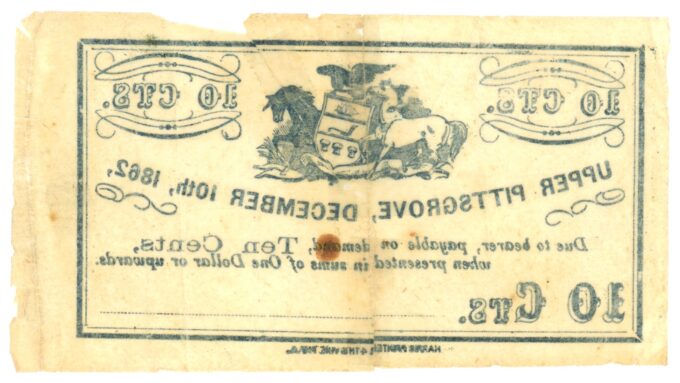 10 CTS. 10 CTS.
UPPER PITTSGROVE, DECEMBER 10th, 1862,
Due to bearer, payable on demand, Ten Cents,
when presented in sums of One Dollar or upwards.
10 Cts.